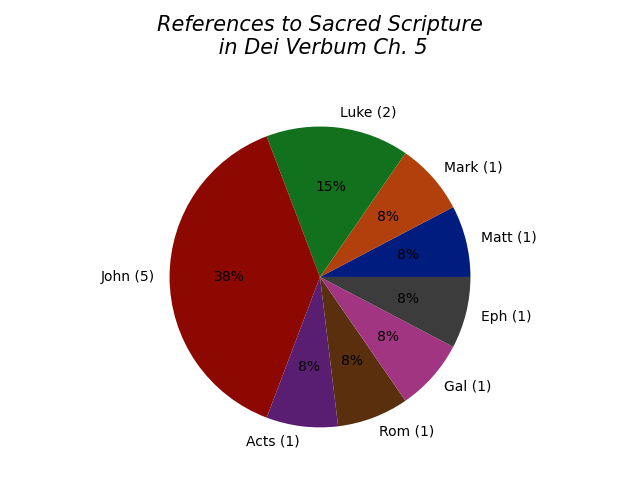 References to Sacred Scripture
in Dei Verbum Ch. 5
Luke (2)
Mark (1)
15%
8%
Matt (1)
8%
John (5)
38%
8%
Eph (1)
8%
8%
8%
Gal (1)
Acts (1)
Rom (1)